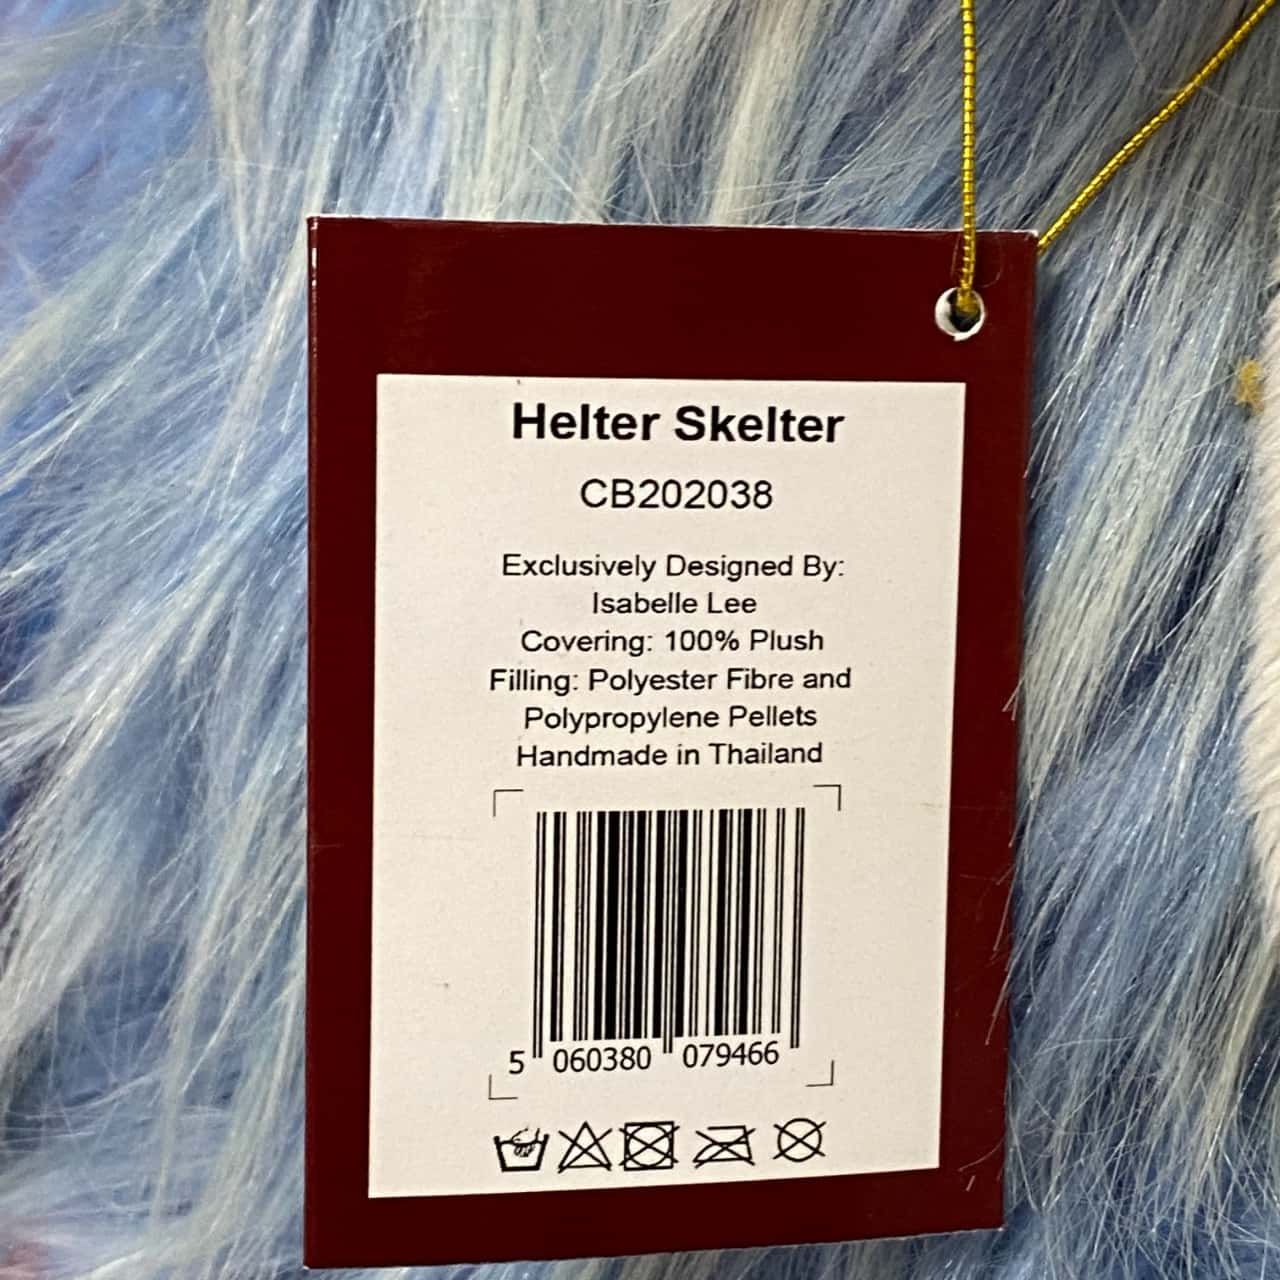 Helter Skelter
CB202038
Exclusively Designed By:
Isabelle Lee
Covering: 100% Plush
Filling: Polyester Fibre and
Polypropylene Pellets
Handmade in Thailand
5 060380 079466